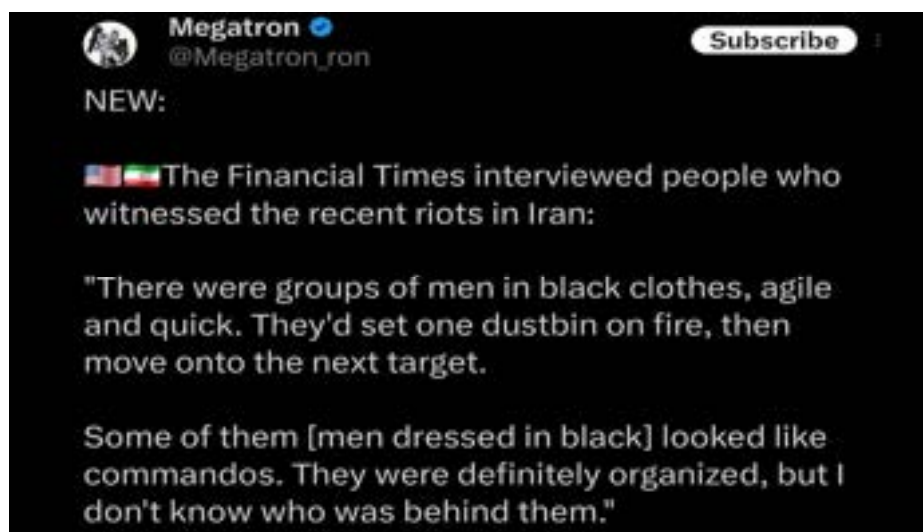 Megatron
@Megatron_ron
Subscribe
NEW:
🇺🇸🇮🇷The Financial Times interviewed people who
witnessed the recent riots in Iran:
"There were groups of men in black clothes, agile
and quick. They'd set one dustbin on fire, then
move onto the next target.
Some of them [men dressed in black] looked like
commandos. They were definitely organized, but I
don't know who was behind them."